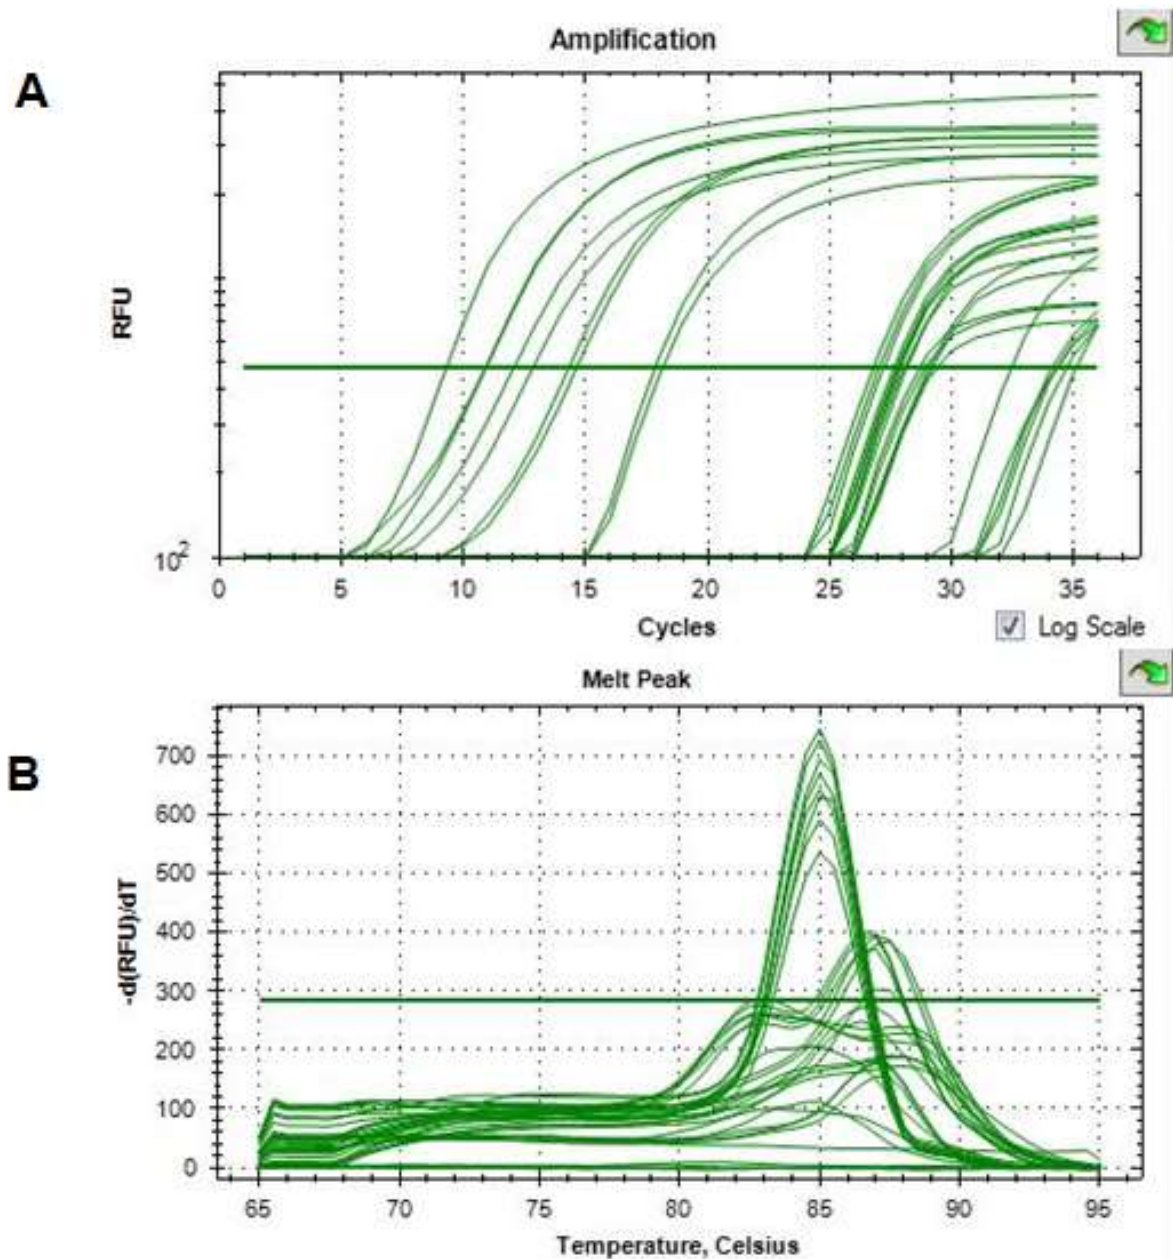 Amplification
A
RFU
10²
0 5 10 15 20 25 30 35
Cycles
Log Scale
Melt Peak
B
-d(RFU)/dT
700
600
500
400
300
200
100
0
65 70 75 80 85 90 95
Temperature, Celsius